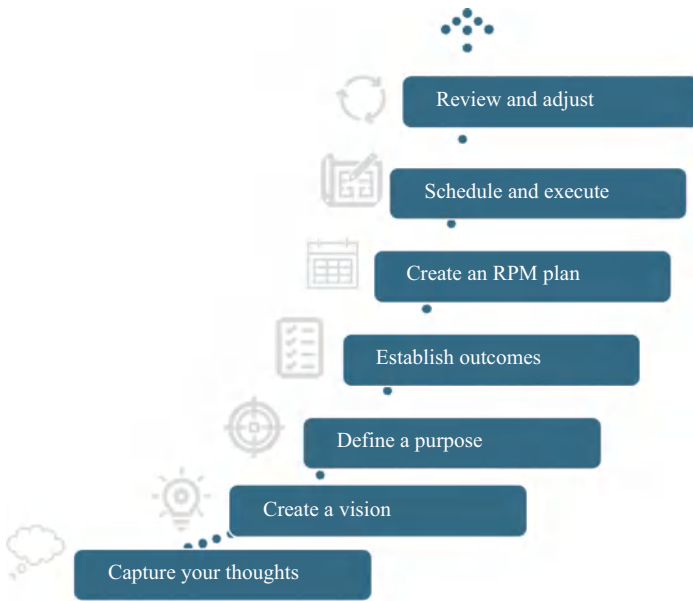 Review and adjust
Schedule and execute
Create an RPM plan
Establish outcomes
Define a purpose
Create a vision
Capture your thoughts